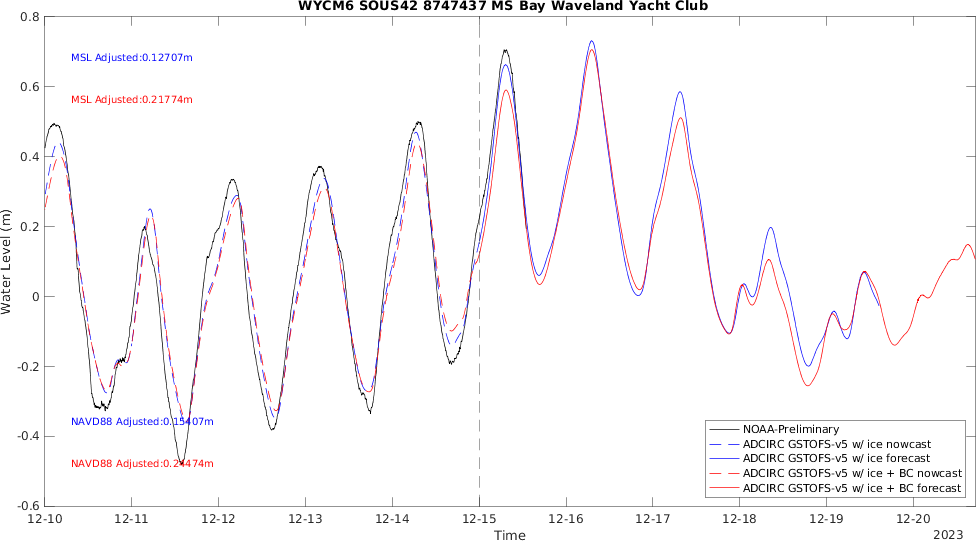 WYCM6 SOUS42 8747437 MS Bay Waveland Yacht Club
0.8
0.6
0.4
0.2
0
-0.2
-0.4
-0.6
Water Level (m)
MSL Adjusted:0.12707m
MSL Adjusted:0.21774m
NAVD88 Adjusted:0.15407m
NAVD88 Adjusted:0.24474m
NOAA-Preliminary
ADCIRC GSTOFS-v5 w/ ice nowcast
ADCIRC GSTOFS-v5 w/ ice forecast
ADCIRC GSTOFS-v5 w/ ice + BC nowcast
ADCIRC GSTOFS-v5 w/ ice + BC forecast
12-10 12-11 12-12 12-13 12-14 12-15 12-16 12-17 12-18 12-19 12-20
Time
2023